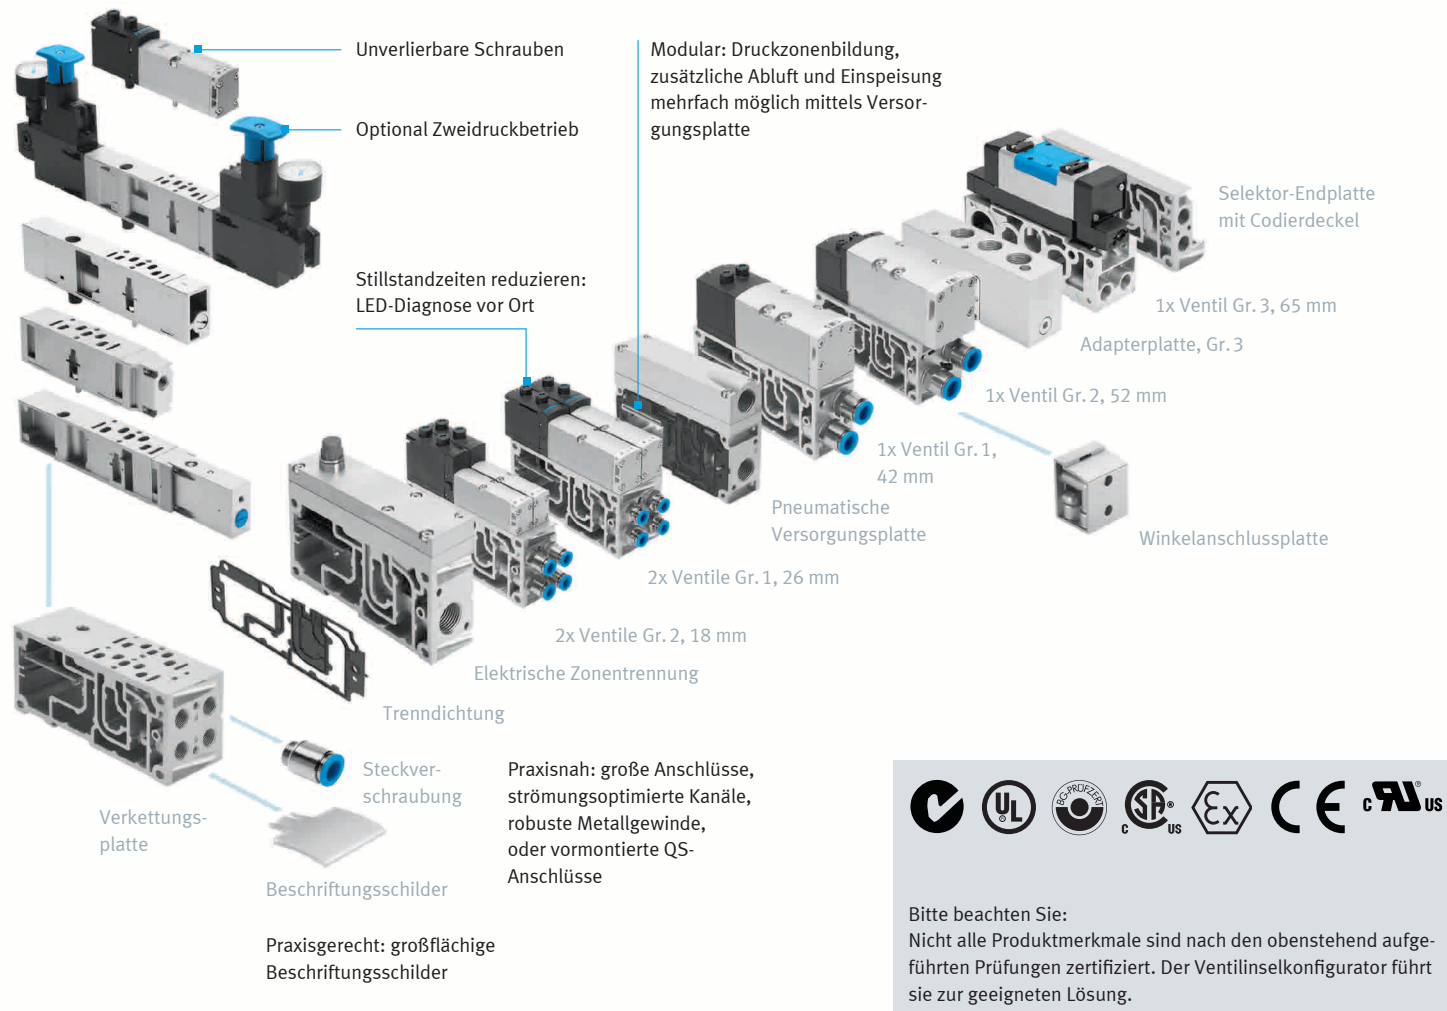 Unverlierbare Schrauben
Optional Zweidruckbetrieb
Modular: Druckzonenbildung,
zusätzliche Abluft und Einspeisung
mehrfach möglich mittels Versor-
gungsplatte
Stillstandzeiten reduzieren:
LED-Diagnose vor Ort
Selektor-Endplatte
mit Codierdeckel
1x Ventil Gr. 3, 65 mm
Adapterplatte, Gr. 3
1x Ventil Gr. 2, 52 mm
1x Ventil Gr. 1,
42 mm
Winkelanschlussplatte
Pneumatische
Versorgungsplatte
2x Ventile Gr. 1, 26 mm
2x Ventile Gr. 2, 18 mm
Elektrische Zonentrennung
Trenndichtung
Steckver-
schraubung
Verkettungs-
platte
Beschriftungsschilder
Praxisgerecht: großflächige
Beschriftungsschilder
Praxisnah: große Anschlüsse,
strömungsoptimierte Kanäle,
robuste Metallgewinde,
oder vormontierte QS-
Anschlüsse
UL ®
BG-PRÜFZERT
C SA ® US
Ex
CE
C RU ® US
Bitte beachten Sie:
Nicht alle Produktmerkmale sind nach den obenstehend aufge-
führten Prüfungen zertifiziert. Der Ventilinselkonfigurator führt
sie zur geeigneten Lösung.